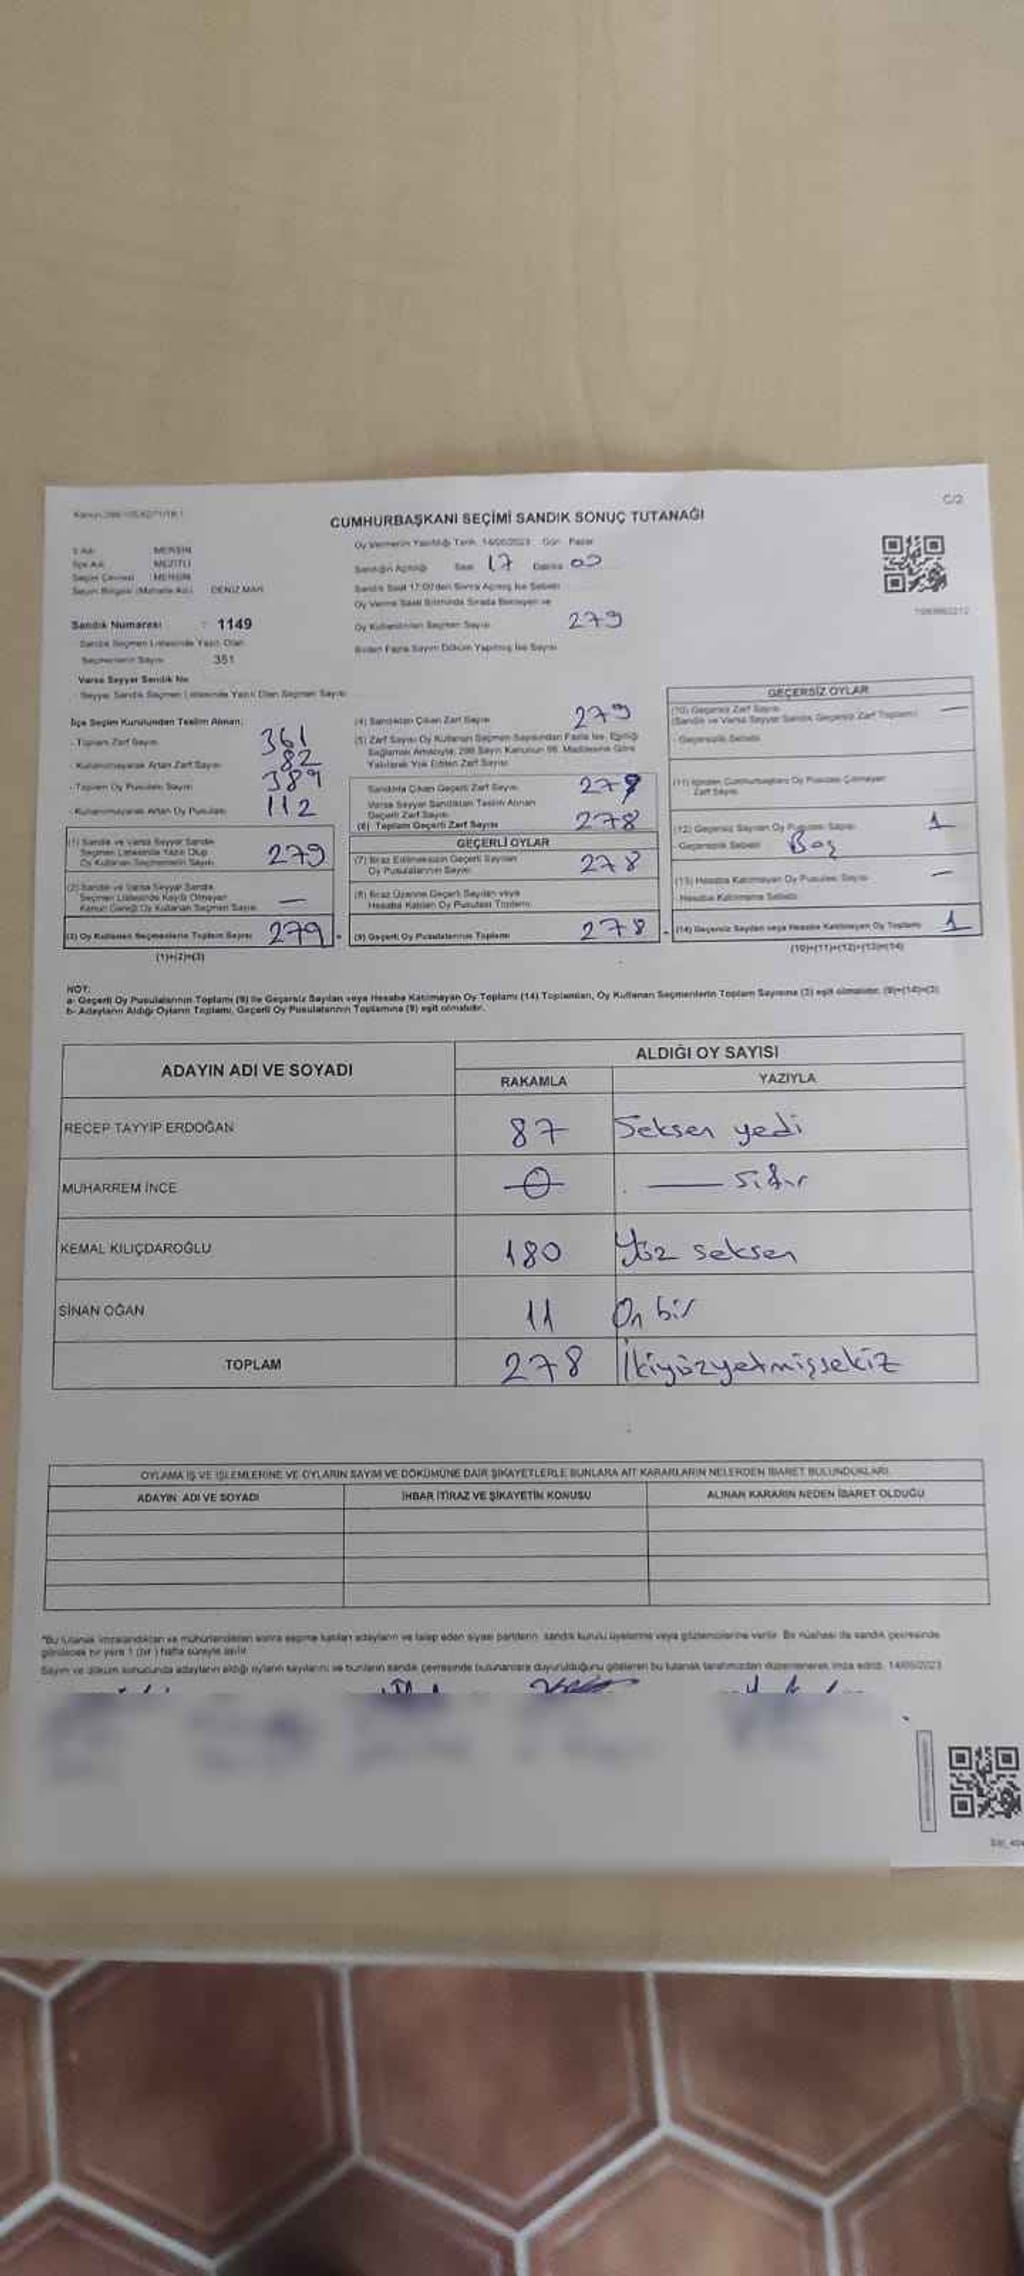 C/2
CUMHURBAŞKANI SEÇİMİ SANDIK SONUÇ TUTANAĞI
İl Adı MERSİN
İlçe Adı MEZİTLİ
Seçim Çevresi MERSİN
Seçim Bölgesi (Mahalle Adı) DENİZ MAH.
Oy Vermenin Yapıldığı Tarih 14/05/2023 Gün Pazar
Sandığın Açıldığı Saat 17 Dakika 00
Sandık Saat 17:00'den Sonra Açılmış İse Sebebi
Sandık Numarası : 1149
Sandık Seçmen Listesinde Yazılı Olan
Seçmenlerin Sayısı 351
Oy Kullanılan Seçmen Sayısı 279
Birden Fazla Sayım Döküm Yapılmış İse Sayısı
Varsa Seyyar Sandık No
Seyyar Sandık Seçmen Listesinde Yazılı Olan Seçmen Sayısı
İlçe Seçim Kurulundan Teslim Alınan:
- Toplam Zarf Sayısı 361
- Kullanılmayarak Artan Zarf Sayısı 82
- Toplam Oy Pusulası Sayısı 389
- Kullanılmayarak Artan Oy Pusulası 112
(1) Sandık ve Varsa Seyyar Sandık
Seçmen Listesinde Yazılı Olup
Oy Kullanan Seçmenlerin Sayısı 279
(2) Sandık ve Varsa Seyyar Sandık
Seçmen Listesinde Kayıtlı Olmayan
Kanun Gereği Oy Kullanan Seçmen Sayısı —
(3) Oy Kullanan Seçmenlerin Toplam Sayısı 279
(1)+(2)=(3)
(4) Sandıktan Çıkan Zarf Sayısı 279
(5) Zarf Sayısı Oy Kullanan Seçmen Sayısından Fazla İse, Eşitliği
Sağlamak Amacıyla, 298 Sayılı Kanunun 98. Maddesine Göre
Yakılarak Yok Edilen Zarf Sayısı
Sandıkta Çıkan Geçerli Zarf Sayısı 279
Varsa Seyyar Sandıktan Teslim Alınan
Geçerli Zarf Sayısı
(6) Toplam Geçerli Zarf Sayısı 278
GEÇERLİ OYLAR
(7) İtiraz Edilmeksizin Geçerli Sayılan
Oy Pusulalarının Sayısı 278
(8) İtiraz Üzerine Geçerli Sayılan veya
Hesaba Katılan Oy Pusulası Toplamı
(9) Geçerli Oy Pusulalarının Toplamı 278
GEÇERSİZ OYLAR
(10) Geçersiz Zarf Sayısı —
(Sandık ve Varsa Seyyar Sandık Geçersiz Zarf Toplamı)
Geçersizlik Sebebi
(11) İçinden Cumhurbaşkanı Oy Pusulası Çıkmayan
Zarf Sayısı
(12) Geçersiz Sayılan Oy Pusulası Sayısı 1
Geçersizlik Sebebi Boş
(13) Hesaba Katılmayan Oy Pusulası Sayısı —
Hesaba Katılmama Sebebi
(14) Geçersiz Sayılan veya Hesaba Katılmayan Oy Toplamı 1
(10)+(11)+(12)+(13)=(14)
NOT:
a- Geçerli Oy Pusulalarının Toplamı (9) ile Geçersiz Sayılan veya Hesaba Katılmayan Oy Toplamı (14) Toplamları, Oy Kullanan Seçmenlerin Toplam Sayısına (3) eşit olmalıdır. (9)+(14)=(3)
b- Adayların Aldığı Oyların Toplamı, Geçerli Oy Pusulalarının Toplamına (9) eşit olmalıdır.
ADAYIN ADI VE SOYADI
ALDIĞI OY SAYISI
RAKAMLA YAZIYLA
RECEP TAYYİP ERDOĞAN 87 Seksen yedi
MUHARREM İNCE 0 — sıfır
KEMAL KILIÇDAROĞLU 180 Yüz seksen
SİNAN OĞAN 11 On bir
TOPLAM 278 İkiyüzyetmişsekiz
OYLAMA İŞ VE İŞLEMLERİNE VE OYLARIN SAYIM VE DÖKÜMÜNE DAİR ŞİKAYETLERLE BUNLARA AİT KARARLARIN NELERDEN İBARET BULUNDUKLARI
ADAYIN ADI VE SOYADI İHBAR İTİRAZ VE ŞİKAYETİN KONUSU ALINAN KARARIN NEDEN İBARET OLDUĞU
"Bu tutanak imzalandıktan ve mühürlendikten sonra seçime katılan adayların ve talep eden siyasi partilerin, sandık kurulu üyelerine veya gözlemcilerine verilir. Bir nüshası da sandık çevresinde
görülecek bir yere 1 (bir) hafta süreyle asılır.
Sayım ve döküm sonucunda adayların aldığı oyların sayılarını ve bunların sandık çevresinde bulunanlara duyurulduğunu gösteren bu tutanak tarafımızdan düzenlenerek imza edildi. 14/05/2023